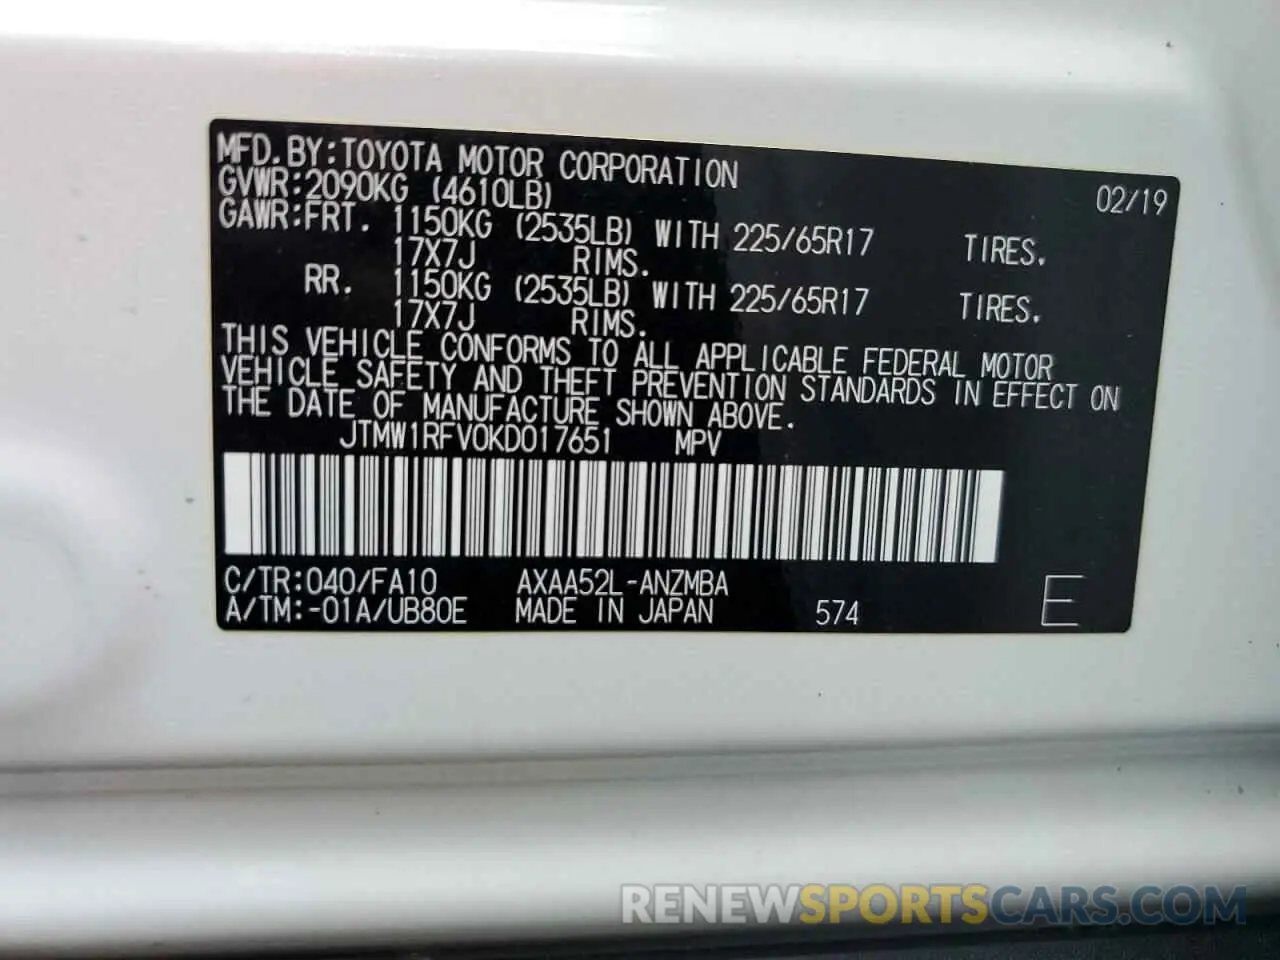 MFD.BY:TOYOTA MOTOR CORPORATION 02/19
GVWR:2090KG (4610LB)
GAWR:FRT. 1150KG (2535LB) WITH 225/65R17 TIRES.
17X7J RIMS.
RR. 1150KG (2535LB) WITH 225/65R17 TIRES.
17X7J RIMS.
THIS VEHICLE CONFORMS TO ALL APPLICABLE FEDERAL MOTOR
VEHICLE SAFETY AND THEFT PREVENTION STANDARDS IN EFFECT ON
THE DATE OF MANUFACTURE SHOWN ABOVE.
JTMW1RFV0KD017651 MPV
C/TR:040/FA10 AXAA52L-ANZMBA
A/TM:-01A/UB80E MADE IN JAPAN 574 E
RENEWSPORTSCARS.COM/19